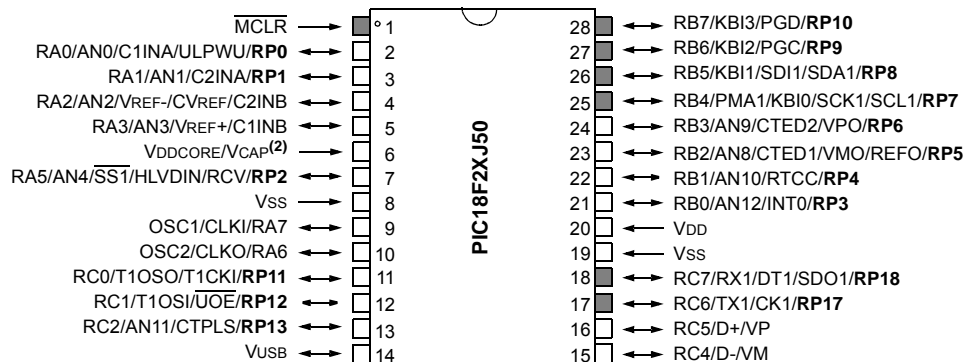 MCLR
RA0/AN0/C1INA/ULPWU/RP0
RA1/AN1/C2INA/RP1
RA2/AN2/VREF-/CVREF/C2INB
RA3/AN3/VREF+/C1INB
VDDCORE/VCAP(2)
RA5/AN4/SS1/HLVDIN/RCV/RP2
VSS
OSC1/CLKI/RA7
OSC2/CLKO/RA6
RC0/T1OSO/T1CKI/RP11
RC1/T1OSI/UOE/RP12
RC2/AN11/CTPLS/RP13
VUSB
1
2
3
4
5
6
7
8
9
10
11
12
13
14
PIC18F2XJ50
28
27
26
25
24
23
22
21
20
19
18
17
16
15
RB7/KBI3/PGD/RP10
RB6/KBI2/PGC/RP9
RB5/KBI1/SDI1/SDA1/RP8
RB4/PMA1/KBI0/SCK1/SCL1/RP7
RB3/AN9/CTED2/VPO/RP6
RB2/AN8/CTED1/VMO/REFO/RP5
RB1/AN10/RTCC/RP4
RB0/AN12/INT0/RP3
VDD
VSS
RC7/RX1/DT1/SDO1/RP18
RC6/TX1/CK1/RP17
RC5/D+/VP
RC4/D-/VM